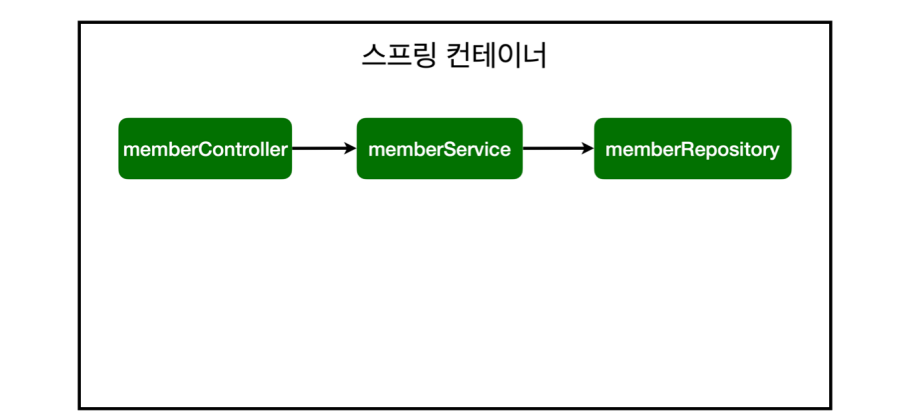 스프링 컨테이너
memberController
memberService
memberRepository